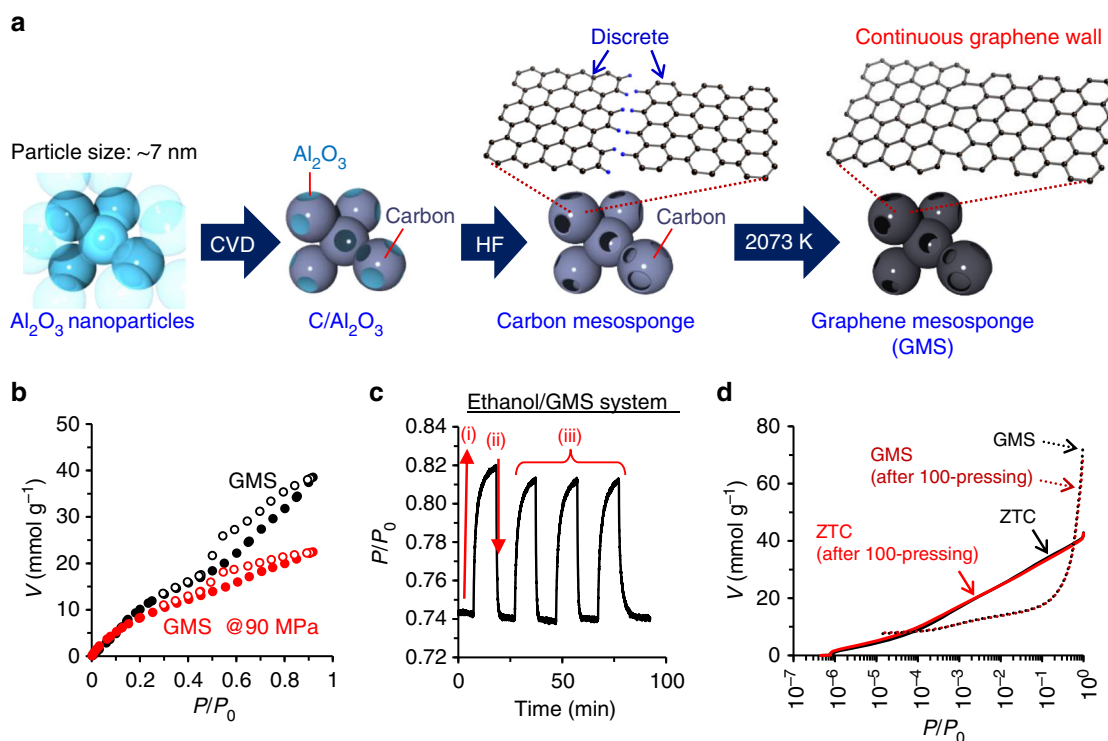 a
Discrete
Continuous graphene wall
Particle size: ~7 nm
Al₂O₃
Carbon
Carbon
CVD
HF
2073 K
Al₂O₃ nanoparticles
C/Al₂O₃
Carbon mesosponge
Graphene mesosponge
(GMS)
b
V (mmol g⁻¹)
50
40
30
20
10
0
GMS
GMS @90 MPa
0 0.2 0.4 0.6 0.8 1
P/P₀
c
Ethanol/GMS system
P/P₀
0.84
0.82
0.80
0.78
0.76
0.74
0.72
(i)
(ii)
(iii)
0 50 100
Time (min)
d
V (mmol g⁻¹)
80
60
40
20
0
GMS
GMS
(after 100-pressing)
ZTC
ZTC
(after 100-pressing)
10⁻⁷ 10⁻⁶ 10⁻⁵ 10⁻⁴ 10⁻³ 10⁻² 10⁻¹ 10⁰
P/P₀